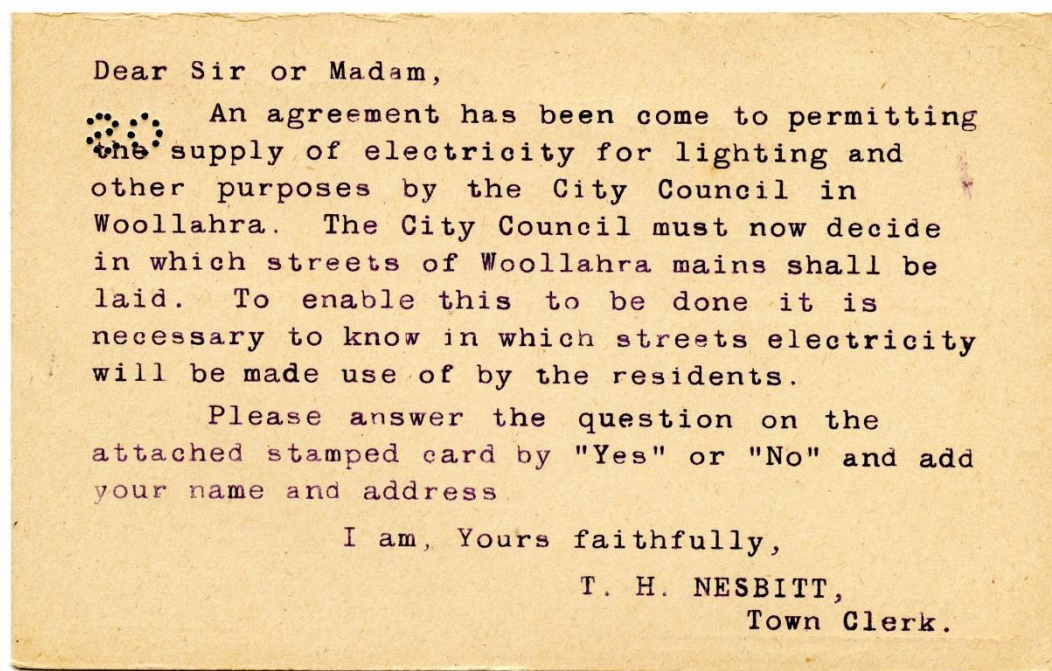 Dear Sir or Madam,
An agreement has been come to permitting
the supply of electricity for lighting and
other purposes by the City Council in
Woollahra. The City Council must now decide
in which streets of Woollahra mains shall be
laid. To enable this to be done it is
necessary to know in which streets electricity
will be made use of by the residents.
Please answer the question on the
attached stamped card by "Yes" or "No" and add
your name and address
I am, Yours faithfully,
T. H. NESBITT,
Town Clerk.